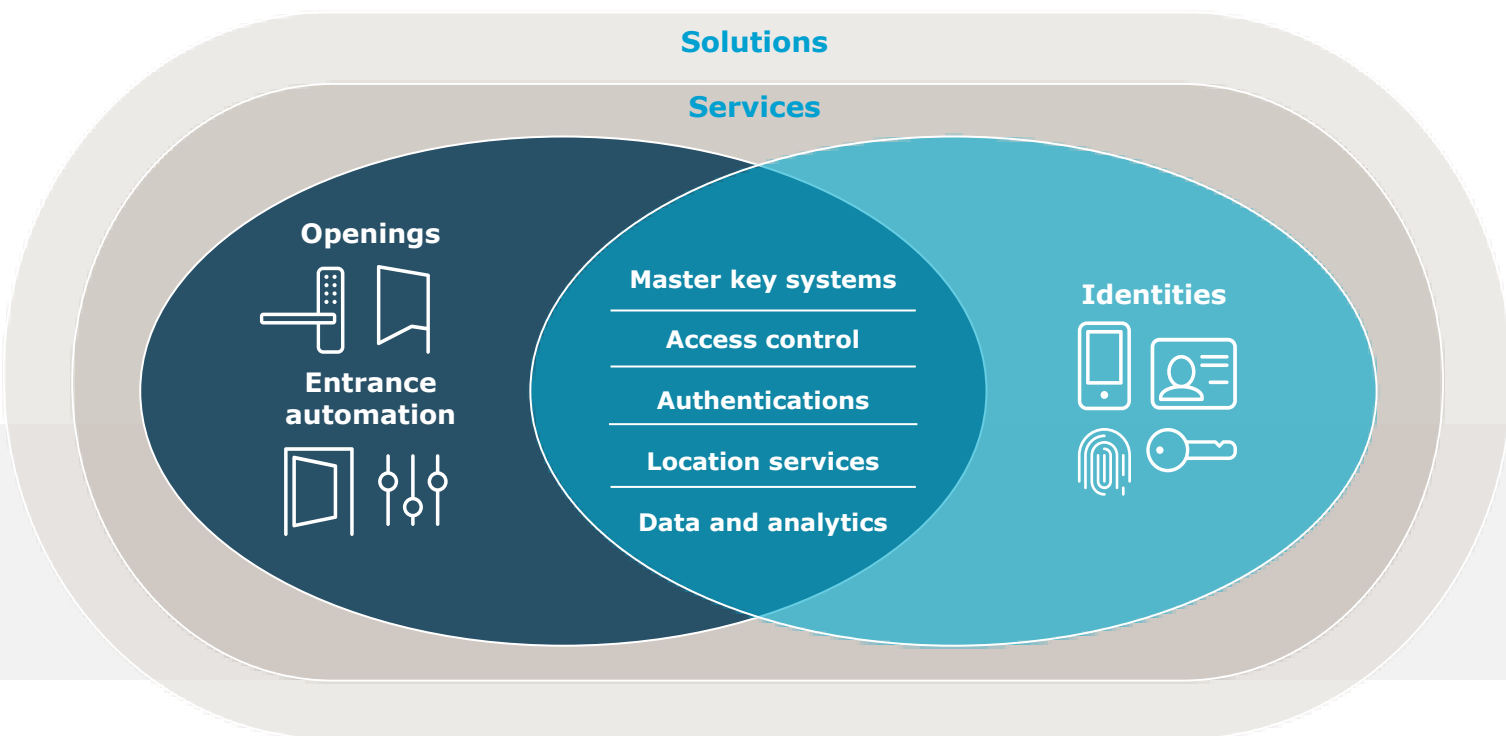 Solutions
Services
Openings
Entrance
automation
Master key systems
Access control
Authentications
Location services
Data and analytics
Identities